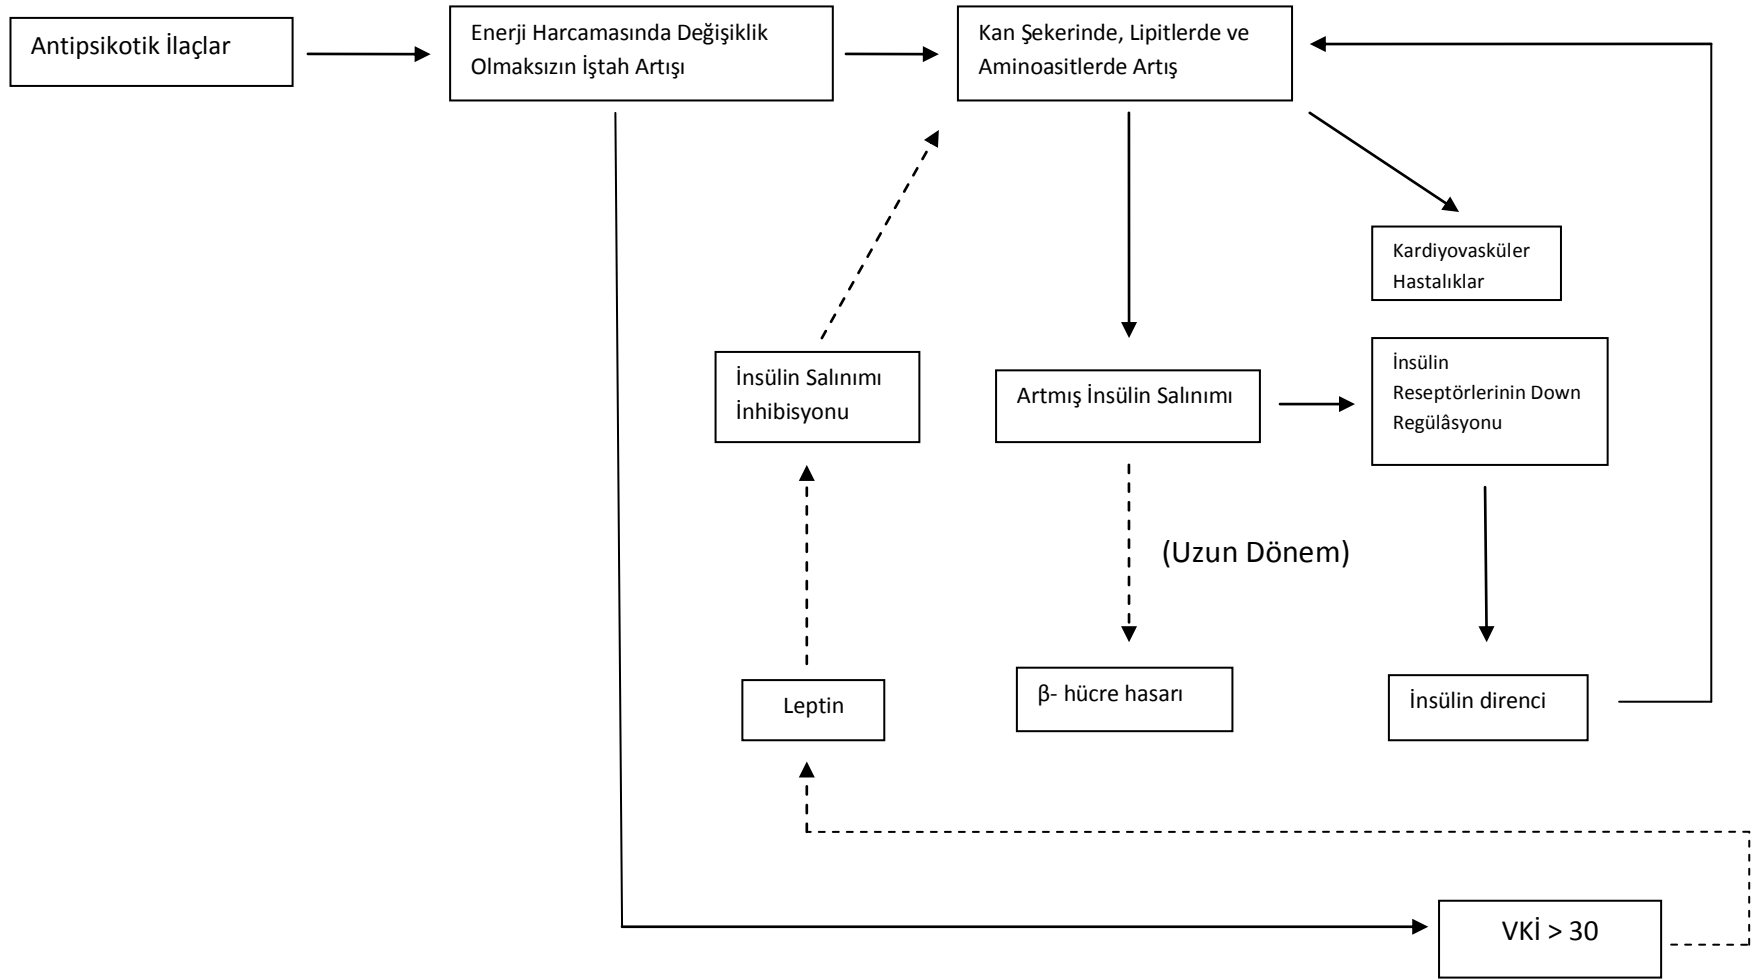 Antipsikotik İlaçlar
Enerji Harcamasında Değişiklik
Olmaksızın İştah Artışı
Kan Şekerinde, Lipitlerde ve
Aminoasitlerde Artış
Kardiyovasküler
Hastalıklar
İnsülin Salınımı
İnhibisyonu
Artmış İnsülin Salınımı
İnsülin
Reseptörlerinin Down
Regülâsyonu
(Uzun Dönem)
Leptin
β- hücre hasarı
İnsülin direnci
VKİ > 30